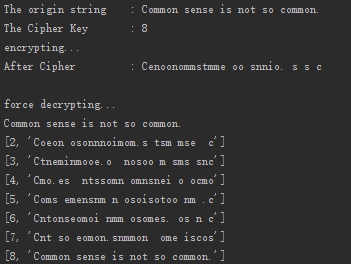 The origin string    : Common sense is not so common.
The Cipher Key       : 8
encrypting...
After Cipher         : Cenoonommstmme oo snnio. s s c

force decrypting...
Common sense is not so common.
[2, 'Coeon osonnnoimom.s tsm mse  c']
[3, 'Ctneminmooe.o  nosoo m sms snc']
[4, 'Cmo.es  ntssomn omnsnei o ocmo']
[5, 'Coms emensnm n osoisotoo nm .c']
[6, 'Cntonseomoi nmm osomes. os n c']
[7, 'Cnt so eomon.snmmon  ome iscos']
[8, 'Common sense is not so common.']